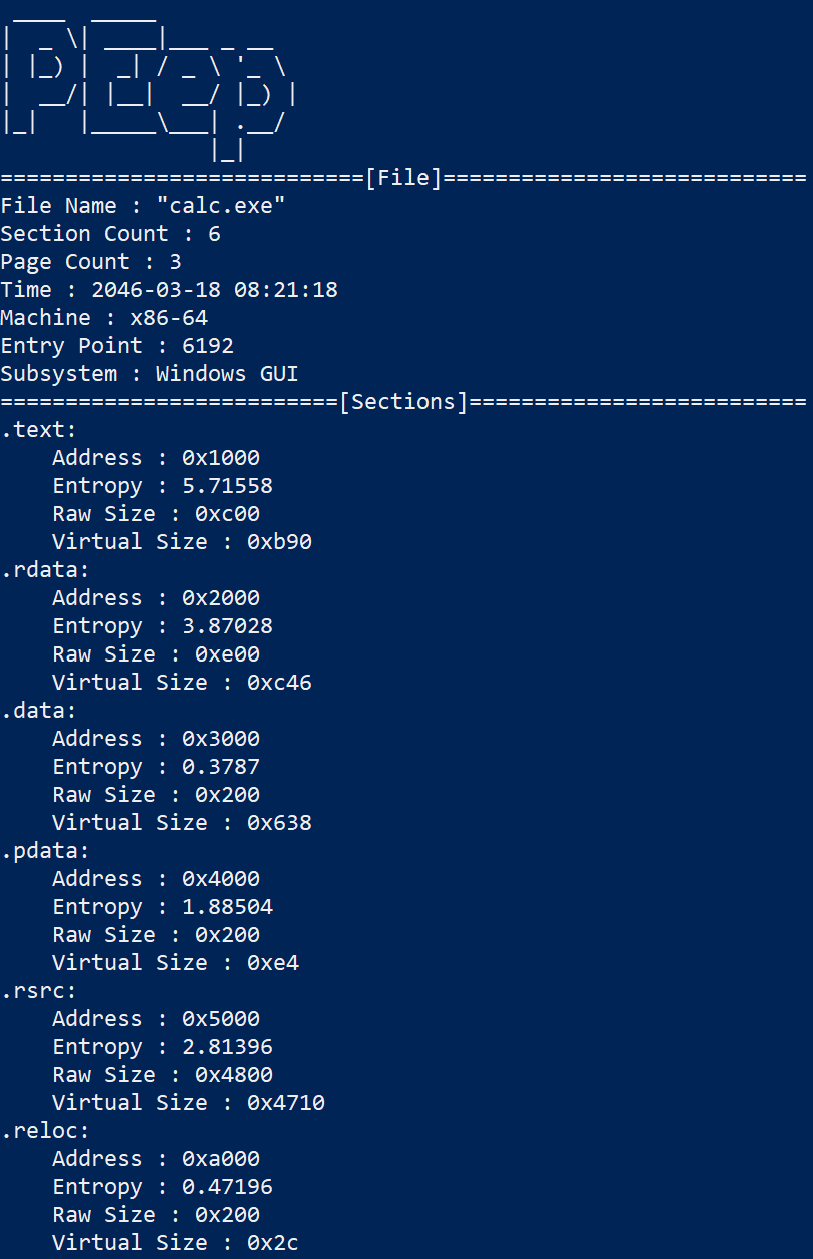 ____  _____
|  _ \| ____|___ _ __
| |_) |  _| / _ \ '_ \
|  __/| |__|  __/ |_) |
|_|   |_____\___| .__/
                |_|
============================[File]============================
File Name : "calc.exe"
Section Count : 6
Page Count : 3
Time : 2046-03-18 08:21:18
Machine : x86-64
Entry Point : 6192
Subsystem : Windows GUI
==========================[Sections]==========================
.text:
    Address : 0x1000
    Entropy : 5.71558
    Raw Size : 0xc00
    Virtual Size : 0xb90
.rdata:
    Address : 0x2000
    Entropy : 3.87028
    Raw Size : 0xe00
    Virtual Size : 0xc46
.data:
    Address : 0x3000
    Entropy : 0.3787
    Raw Size : 0x200
    Virtual Size : 0x638
.pdata:
    Address : 0x4000
    Entropy : 1.88504
    Raw Size : 0x200
    Virtual Size : 0xe4
.rsrc:
    Address : 0x5000
    Entropy : 2.81396
    Raw Size : 0x4800
    Virtual Size : 0x4710
.reloc:
    Address : 0xa000
    Entropy : 0.47196
    Raw Size : 0x200
    Virtual Size : 0x2c